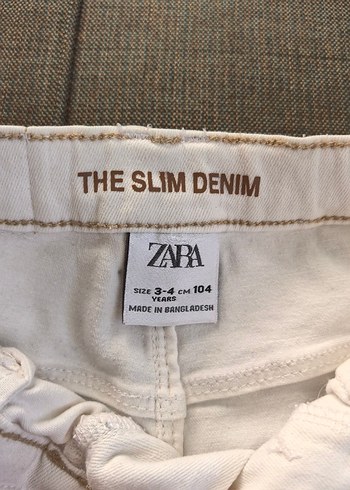 THE SLIM DENIM
ZARA
SIZE 3-4 CM 104
YEARS
MADE IN BANGLADESH